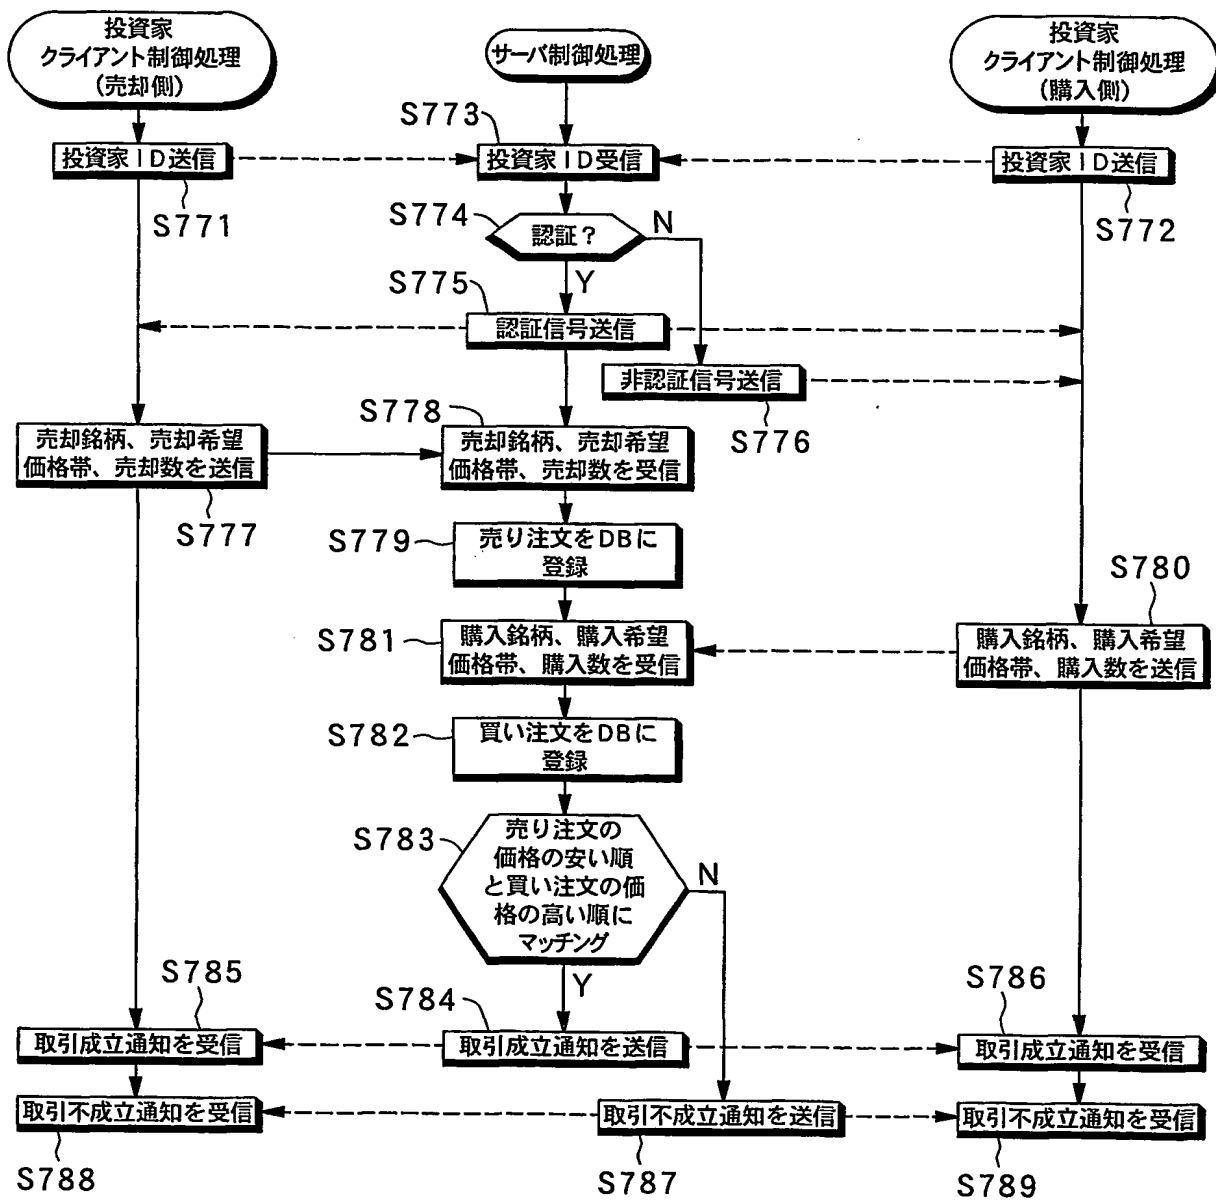 投資家
クライアント制御処理
(売却側)
サーバ制御処理
投資家
クライアント制御処理
(購入側)
S773
投資家ID送信
投資家ID受信
投資家ID送信
S771
S772
S774
認証?
N
Y
S775
認証信号送信
非認証信号送信
S776
S778
売却銘柄、売却希望
価格帯、売却数を送信
売却銘柄、売却希望
価格帯、売却数を受信
S777
S779
売り注文をDBに
登録
S780
S781
購入銘柄、購入希望
価格帯、購入数を受信
購入銘柄、購入希望
価格帯、購入数を送信
S782
買い注文をDBに
登録
S783
売り注文の
価格の安い順
と買い注文の価
格の高い順に
マッチング
N
Y
S785
S784
S786
取引成立通知を受信
取引成立通知を送信
取引成立通知を受信
取引不成立通知を受信
取引不成立通知を送信
取引不成立通知を受信
S788
S787
S789